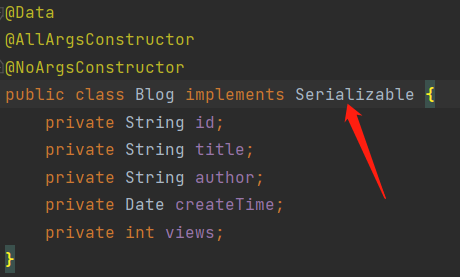 @Data
@AllArgsConstructor
@NoArgsConstructor
public class Blog implements Serializable {
    private String id;
    private String title;
    private String author;
    private Date createTime;
    private int views;
}